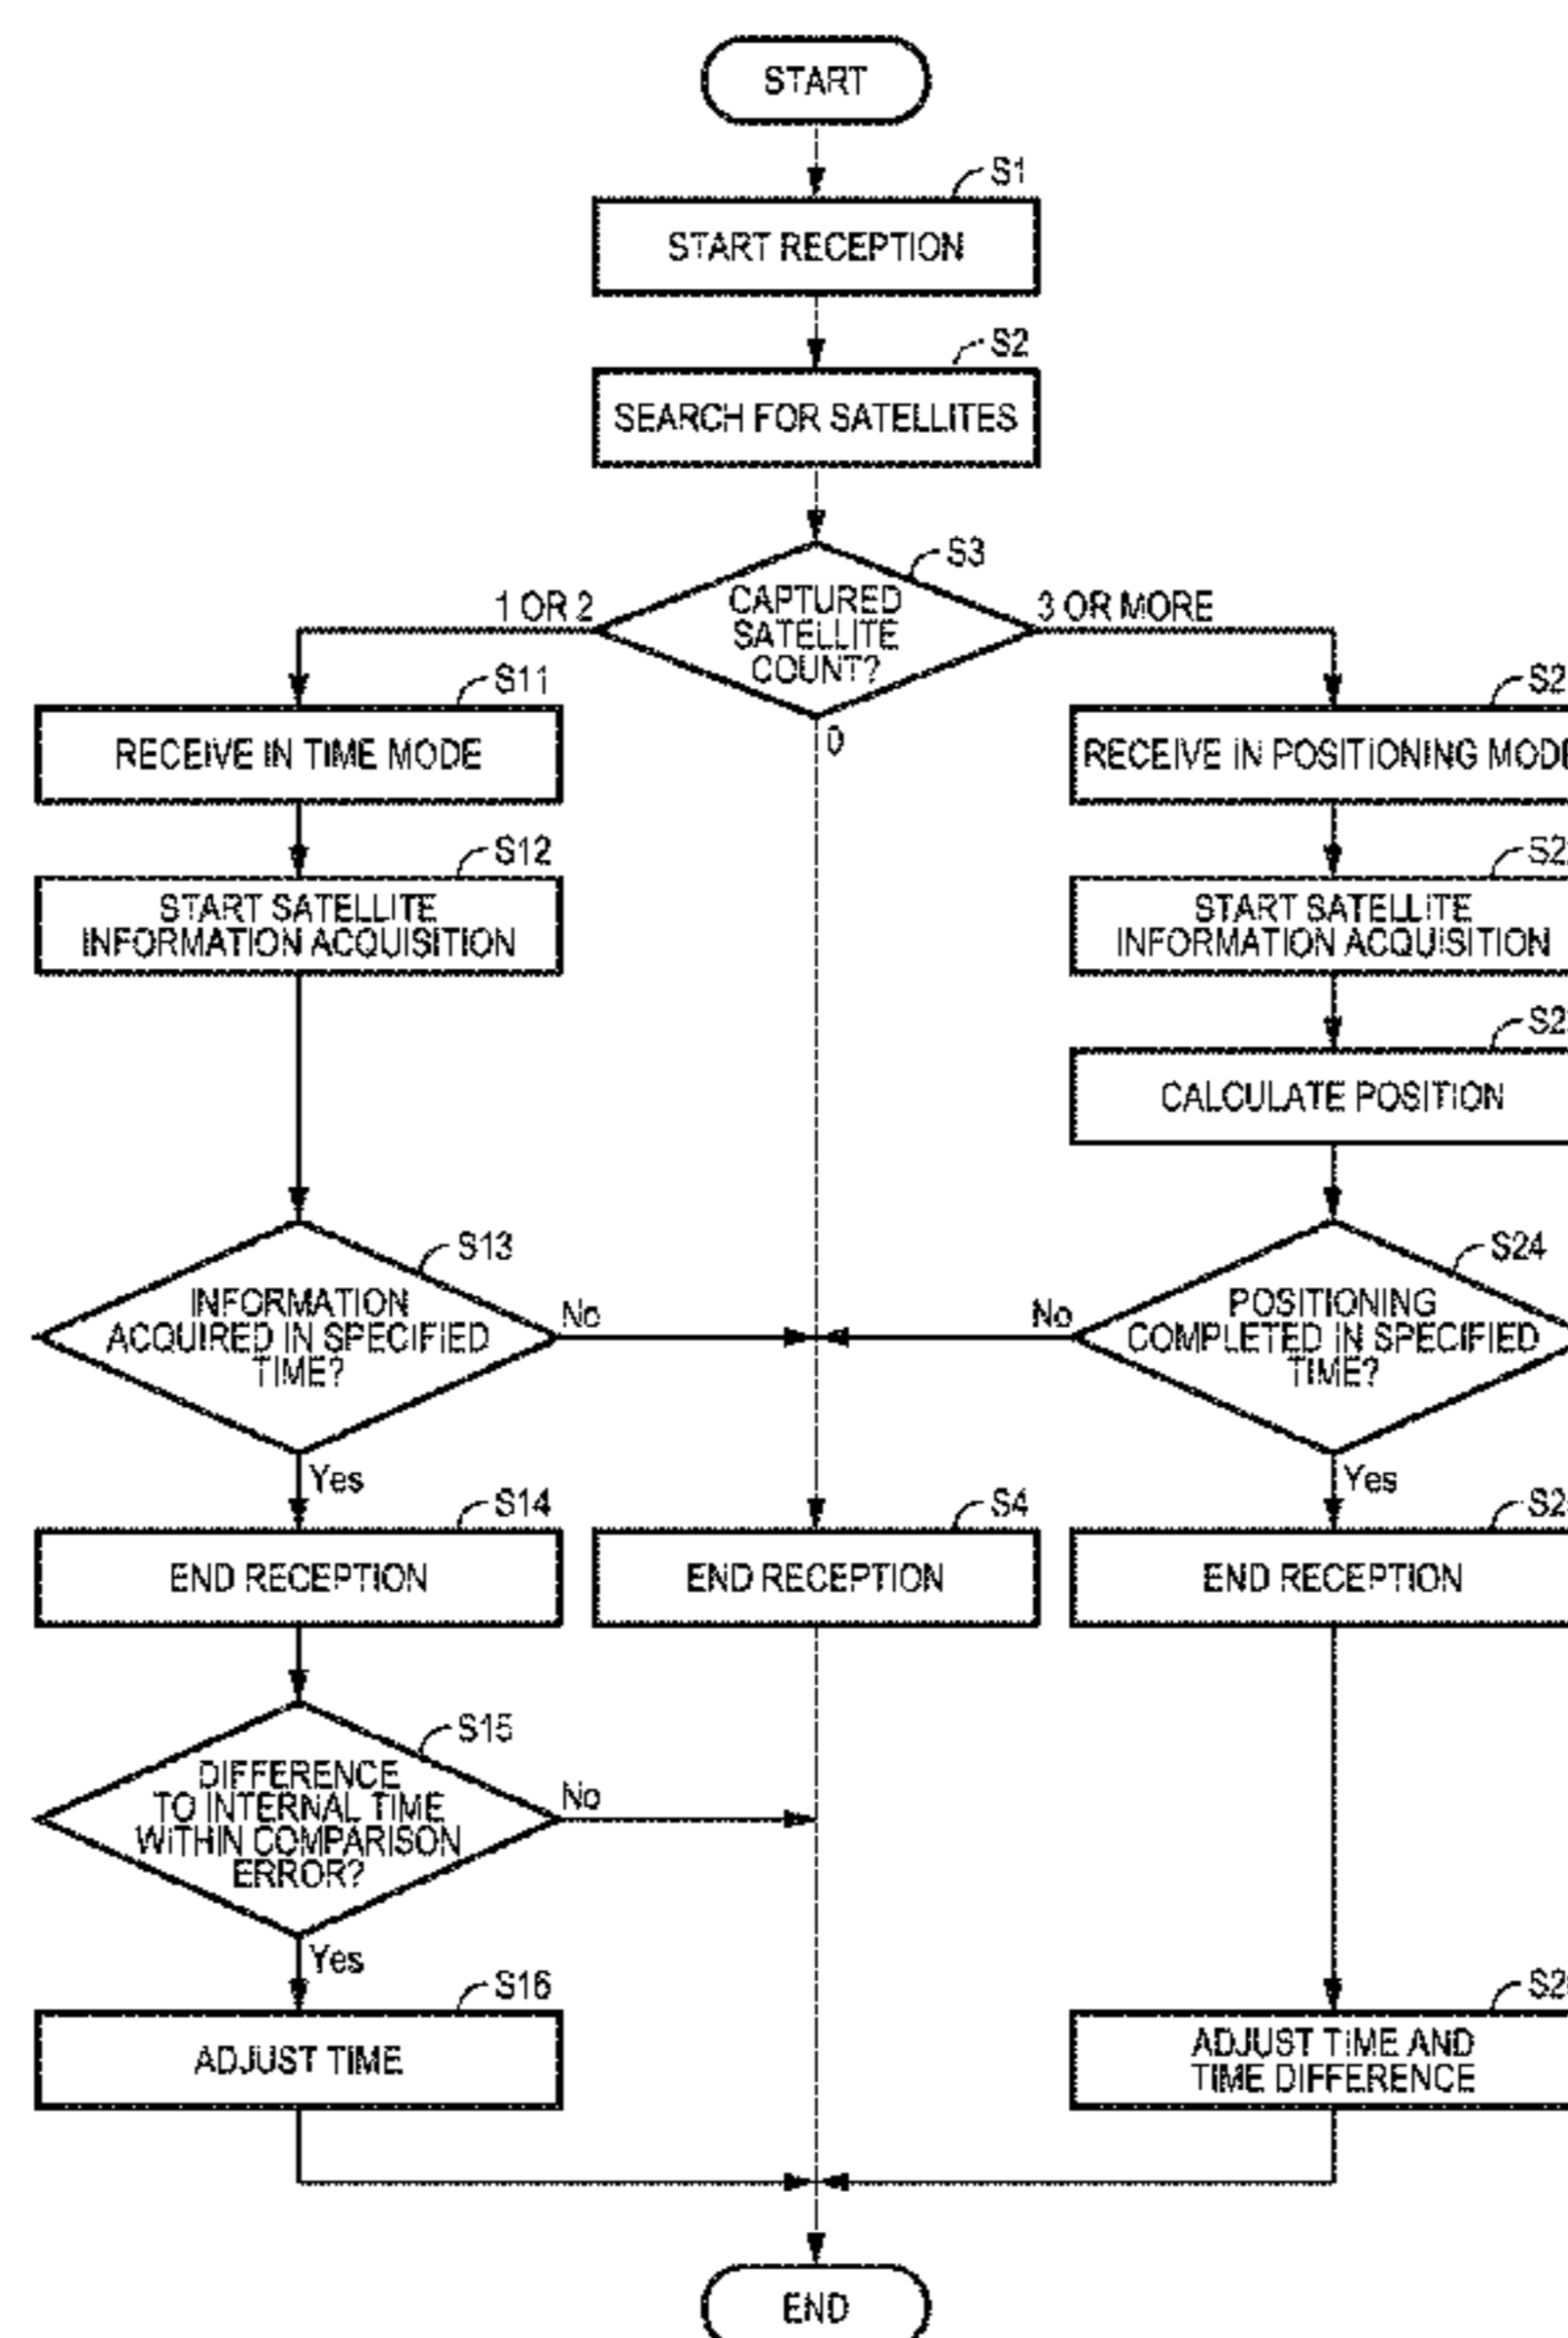 START
S1
START RECEPTION
S2
SEARCH FOR SATELLITES
S3
CAPTURED
SATELLITE
COUNT?
1 OR 2
3 OR MORE
0
S11
RECEIVE IN TIME MODE
S12
START SATELLITE
INFORMATION ACQUISITION
S13
INFORMATION
ACQUIRED IN SPECIFIED
TIME?
No
Yes
S14
END RECEPTION
S15
DIFFERENCE
TO INTERNAL TIME
WITHIN COMPARISON
ERROR?
No
Yes
S16
ADJUST TIME
S4
END RECEPTION
RECEIVE IN POSITIONING
START SATELLITE
INFORMATION ACQUISITION
CALCULATE POSITION
S24
POSITIONING
COMPLETED IN SPECIFIED
TIME?
No
Yes
END RECEPTION
ADJUST TIME AND
TIME DIFFERENCE
END